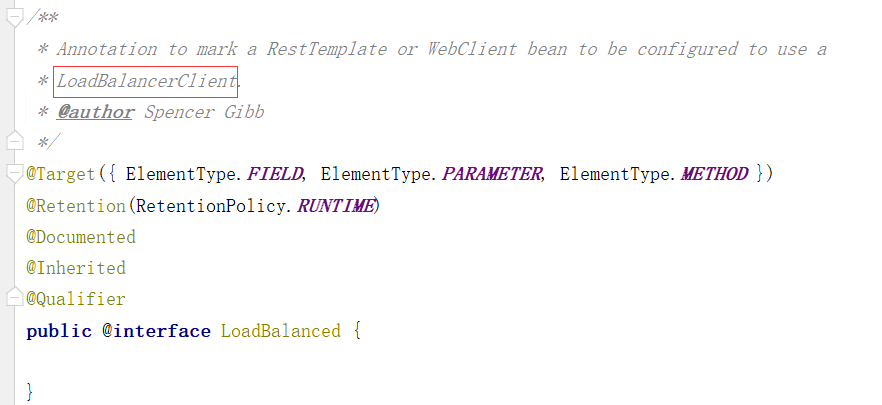 /**
* Annotation to mark a RestTemplate or WebClient bean to be configured to use a
* LoadBalancerClient.
* @author Spencer Gibb
*/
@Target({ ElementType.FIELD, ElementType.PARAMETER, ElementType.METHOD })
@Retention(RetentionPolicy.RUNTIME)
@Documented
@Inherited
@Qualifier
public @interface LoadBalanced {
}